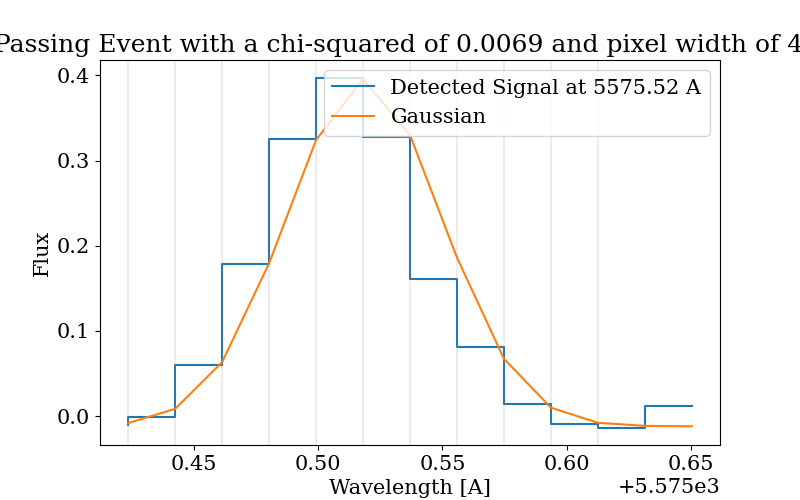 Passing Event with a chi-squared of 0.0069 and pixel width of 4
Detected Signal at 5575.52 A
Gaussian
0.4
0.3
0.2
0.1
0.0
Flux
0.45 0.50 0.55 0.60 0.65
+5.575e3
Wavelength [A]